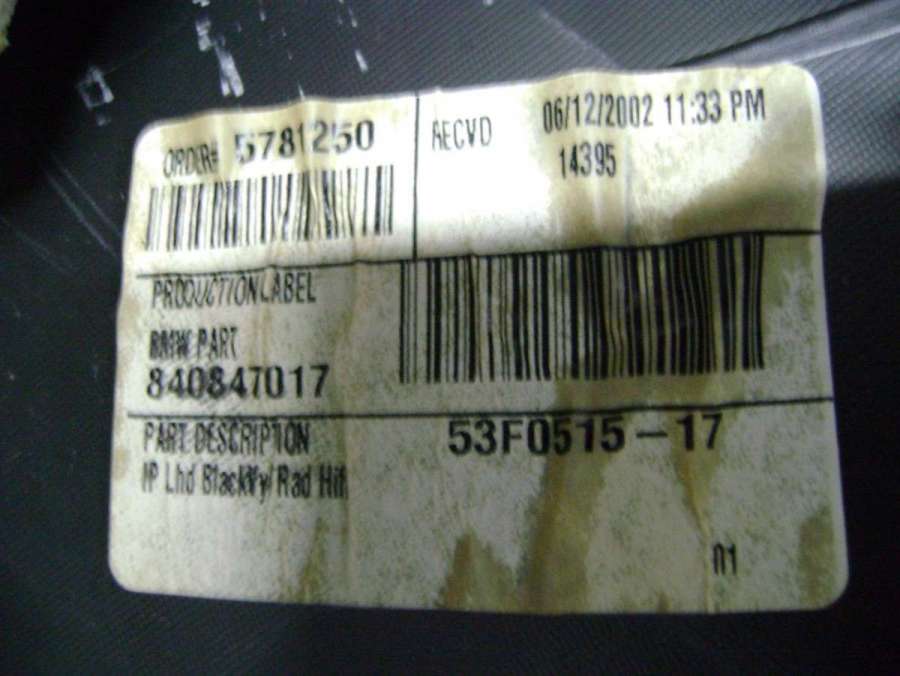 ORDER# 5781250
RECVD 06/12/2002 11:33 PM
14395
PRODUCTION LABEL
BMW PART
840847017
PART DESCRIPTION
IP Lhd Black/Vy/Rad Hifi
53F0515-17
01